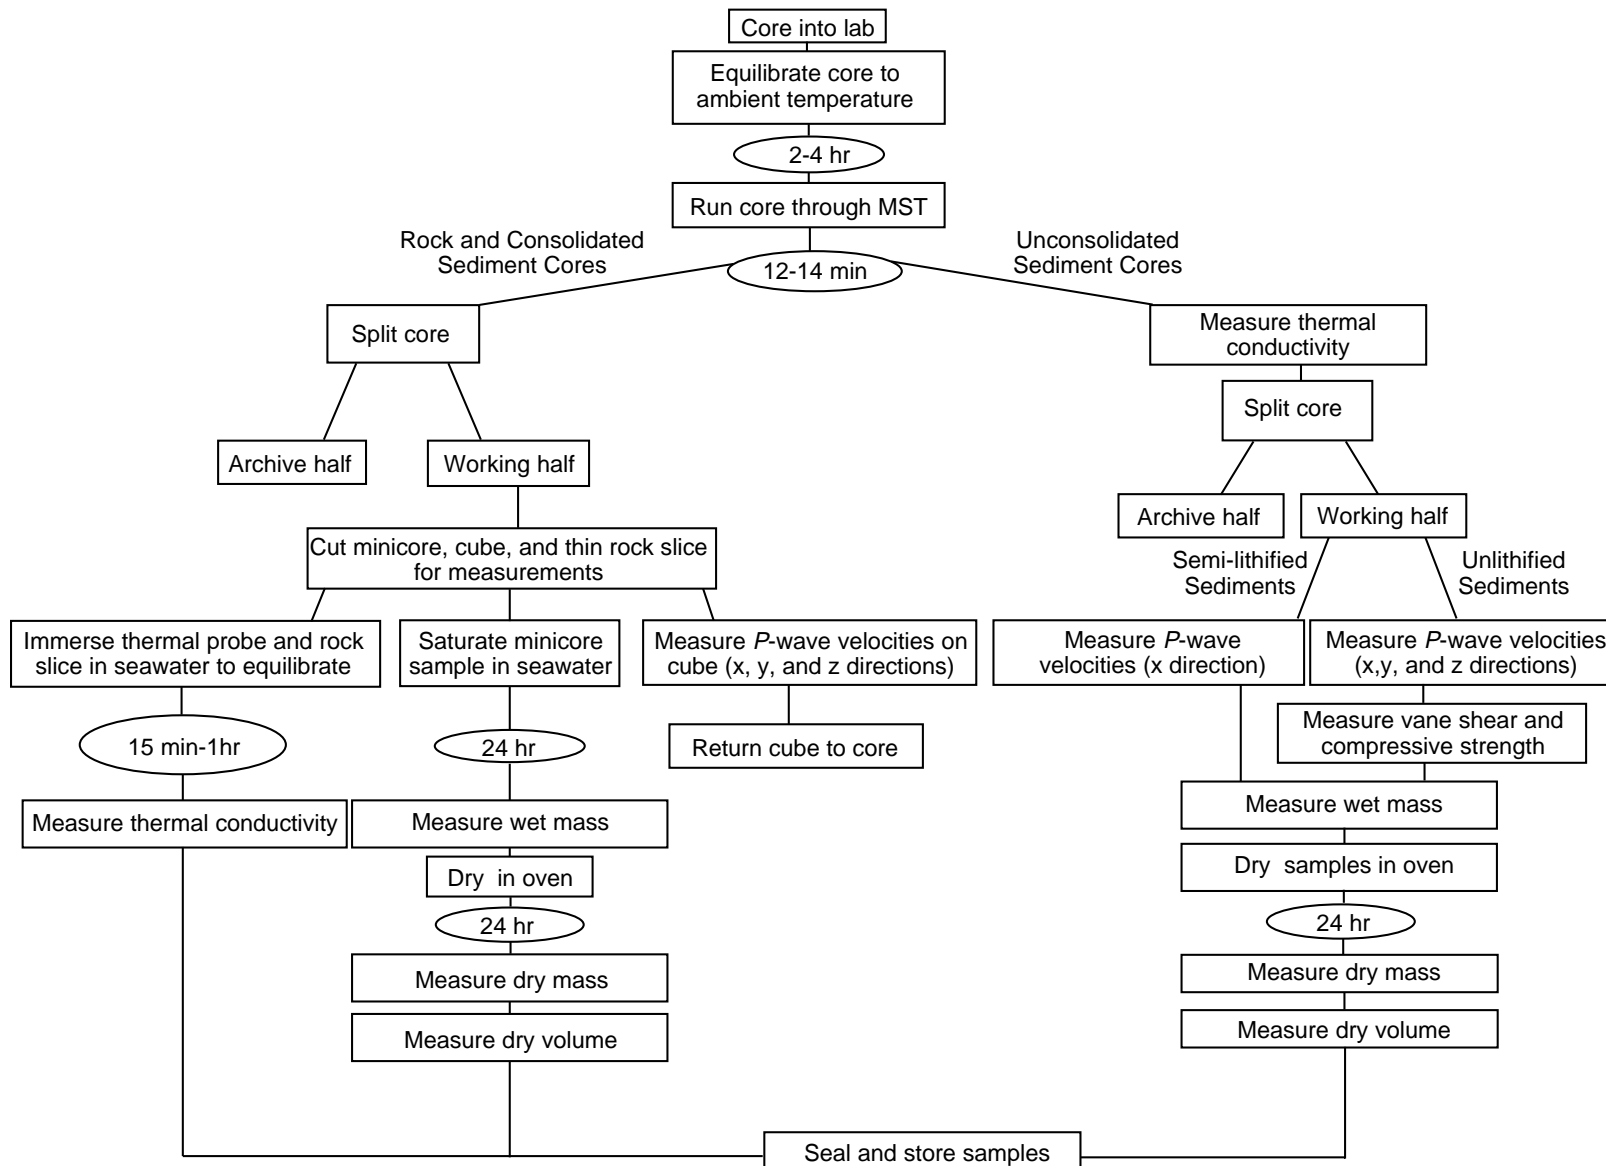 Core into lab
Equilibrate core to
ambient temperature
2-4 hr
Run core through MST
Rock and Consolidated
Sediment Cores
12-14 min
Unconsolidated
Sediment Cores
Split core
Archive half
Working half
Cut minicore, cube, and thin rock slice
for measurements
Immerse thermal probe and rock
slice in seawater to equilibrate
15 min-1hr
Measure thermal conductivity
Saturate minicore
sample in seawater
24 hr
Measure wet mass
Dry in oven
24 hr
Measure dry mass
Measure dry volume
Measure P-wave velocities on
cube (x, y, and z directions)
Return cube to core
Measure thermal
conductivity
Split core
Archive half
Working half
Semi-lithified
Sediments
Unlithified
Sediments
Measure P-wave
velocities (x direction)
Measure P-wave velocities
(x,y, and z directions)
Measure vane shear and
compressive strength
Measure wet mass
Dry samples in oven
24 hr
Measure dry mass
Measure dry volume
Seal and store samples